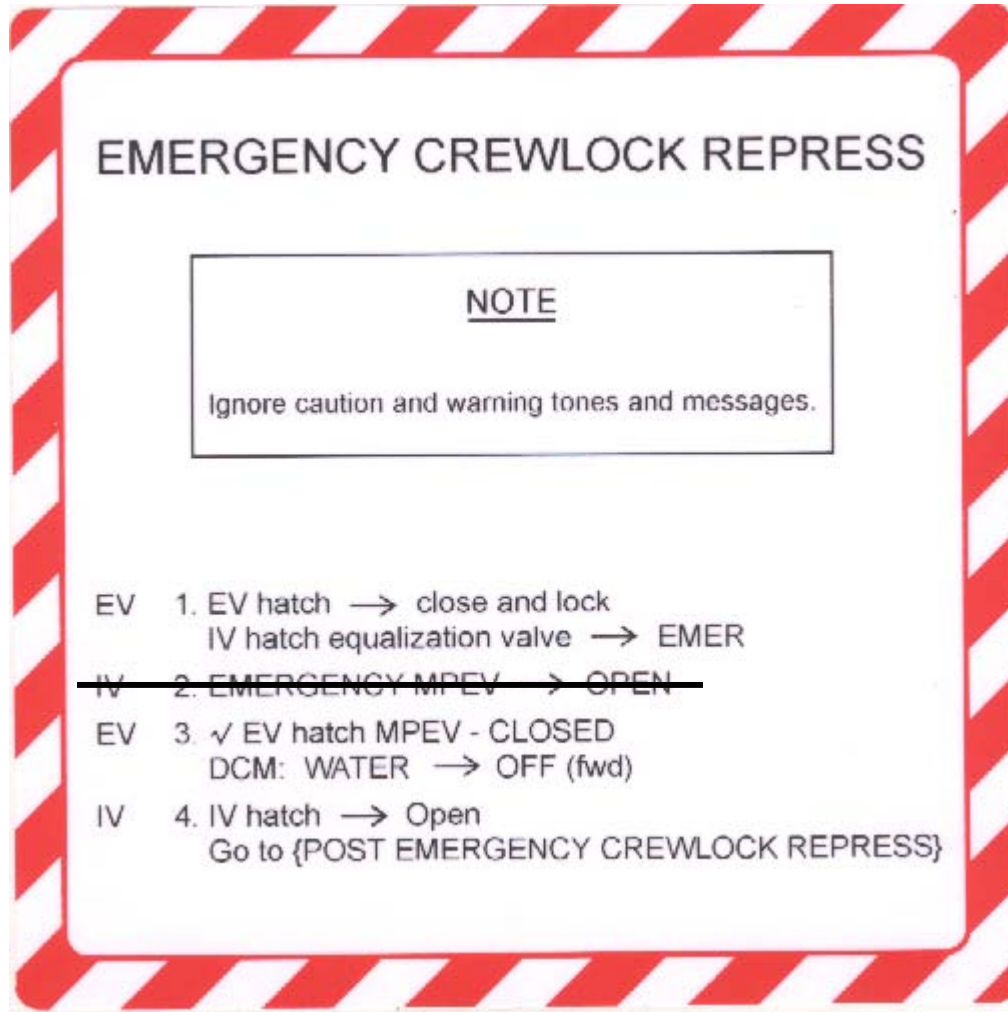 EMERGENCY CREWLOCK REPRESS
NOTE
Ignore caution and warning tones and messages.
EV 1. EV hatch → close and lock
IV hatch equalization valve → EMER
IV 2. EMERGENCY MPEV → OPEN
EV 3. √ EV hatch MPEV - CLOSED
DCM: WATER → OFF (fwd)
IV 4. IV hatch → Open
Go to {POST EMERGENCY CREWLOCK REPRESS}